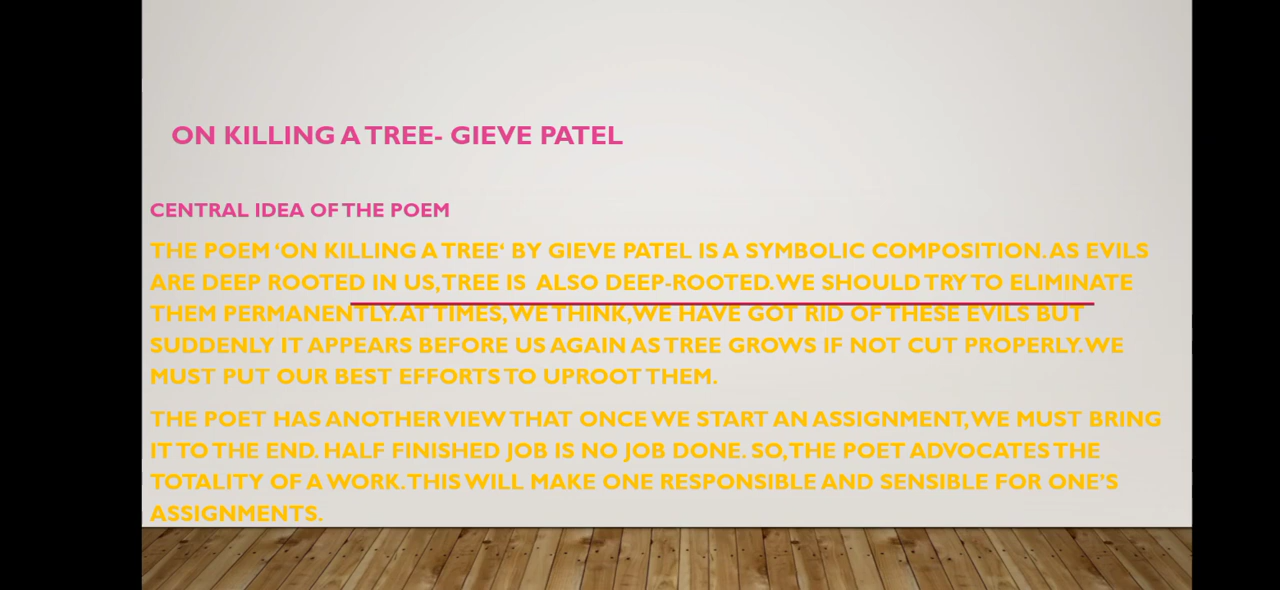 ON KILLING A TREE- GIEVE PATEL
CENTRAL IDEA OF THE POEM
THE POEM ‘ON KILLING A TREE‘ BY GIEVE PATEL IS A SYMBOLIC COMPOSITION. AS EVILS
ARE DEEP ROOTED IN US, TREE IS ALSO DEEP-ROOTED. WE SHOULD TRY TO ELIMINATE
THEM PERMANENTLY. AT TIMES, WE THINK, WE HAVE GOT RID OF THESE EVILS BUT
SUDDENLY IT APPEARS BEFORE US AGAIN AS TREE GROWS IF NOT CUT PROPERLY. WE
MUST PUT OUR BEST EFFORTS TO UPROOT THEM.
THE POET HAS ANOTHER VIEW THAT ONCE WE START AN ASSIGNMENT, WE MUST BRING
IT TO THE END. HALF FINISHED JOB IS NO JOB DONE. SO, THE POET ADVOCATES THE
TOTALITY OF A WORK. THIS WILL MAKE ONE RESPONSIBLE AND SENSIBLE FOR ONE’S
ASSIGNMENTS.